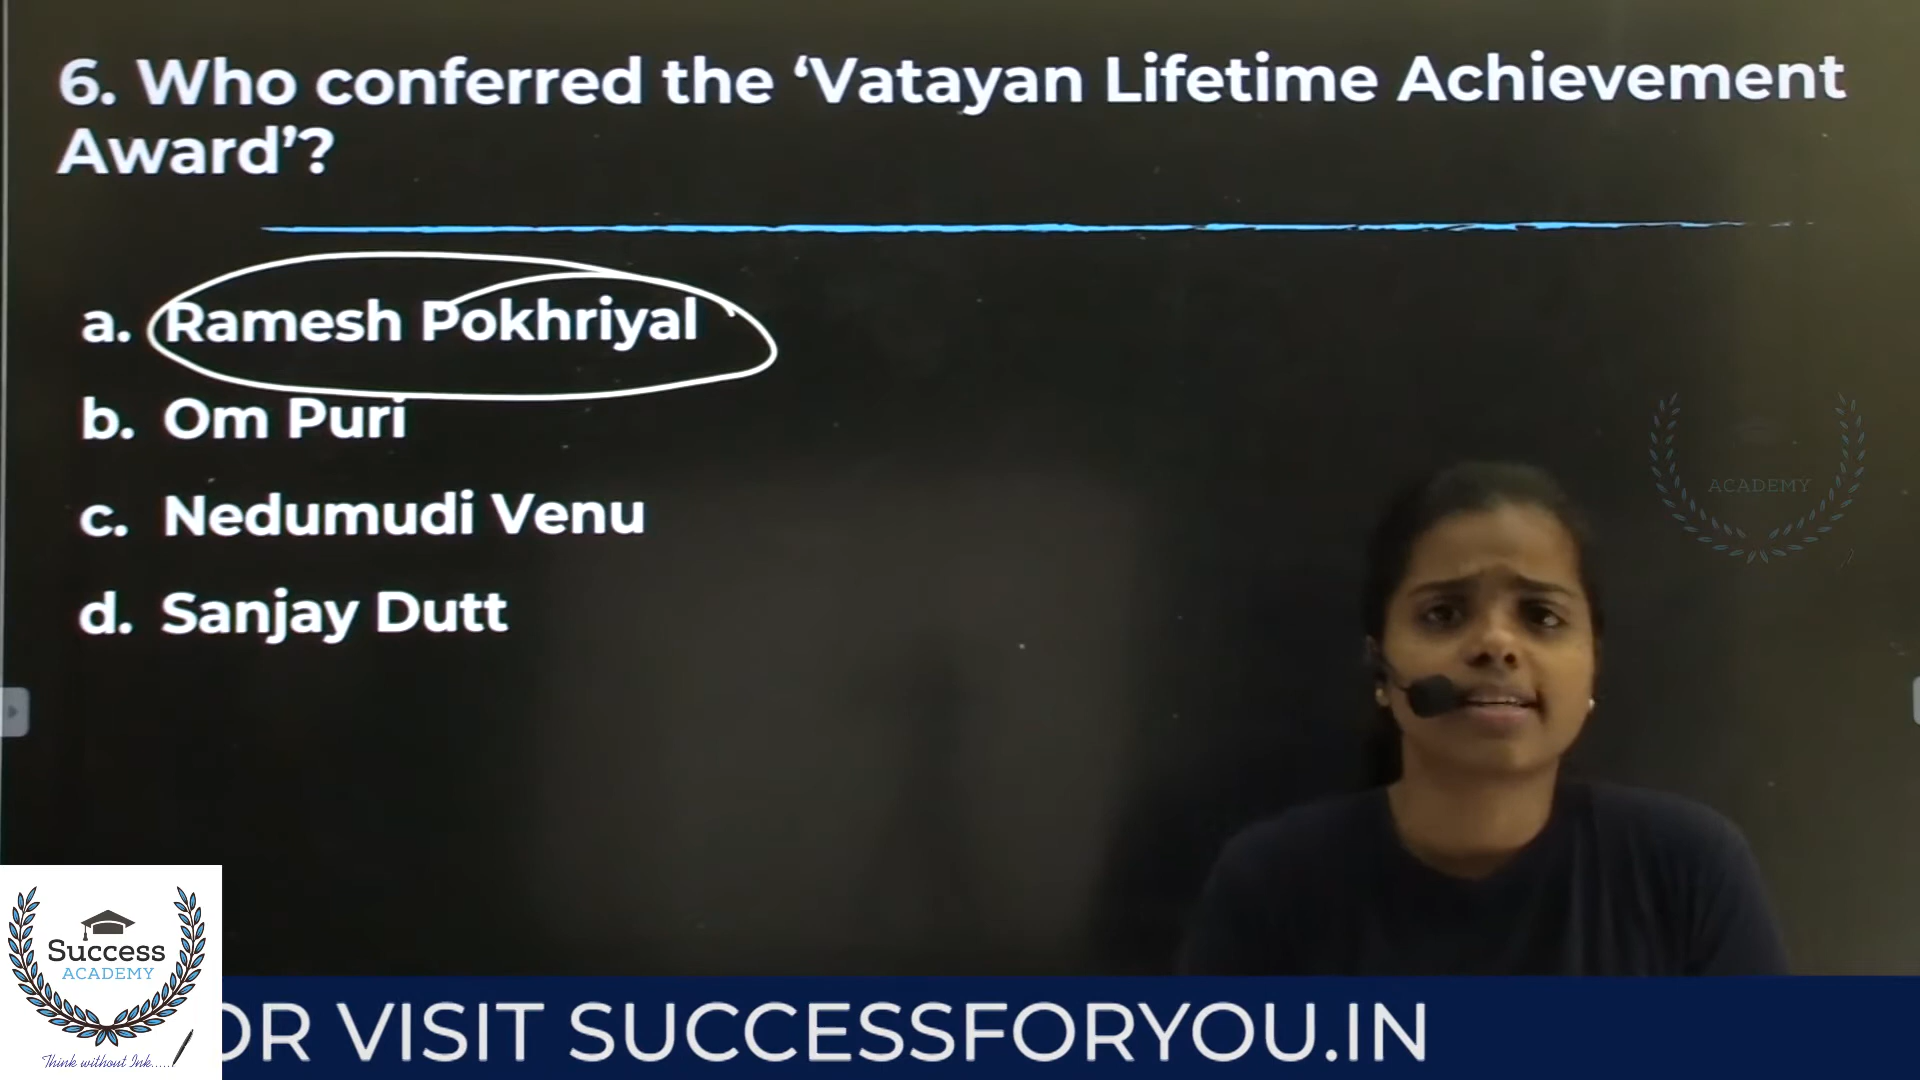 6. Who conferred the ‘Vatayan Lifetime Achievement
Award’?
a. Ramesh Pokhriyal
b. Om Puri
c. Nedumudi Venu
d. Sanjay Dutt
ACADEMY
Success
ACADEMY
Think without Ink.....
OR VISIT SUCCESSFORYOU.IN